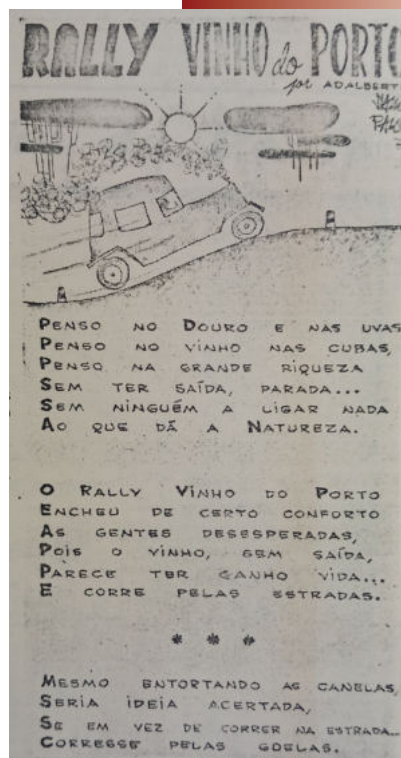 RALLY VINHO do PORTO
por ADALBERT
PENSO NO DOURO E NAS UVAS
PENSO NO VINHO NAS CUBAS,
PENSO NA GRANDE RIQUEZA
SEM TER SAÍDA, PARADA...
SEM NINGUÉM A LIGAR NADA
AO QUE DÁ A NATUREZA.
O RALLY VINHO DO PORTO
ENCHEU DE CERTO CONFORTO
AS GENTES DESESPERADAS,
POIS O VINHO, SEM SAÍDA,
PARECE TER GANHO VIDA...
E CORRE PELAS ESTRADAS.
* * *
MESMO ENTORTANDO AS CANELAS,
SERIA IDEIA ACERTADA,
SE EM VEZ DE CORRER NA ESTRADA...
CORRESSE PELAS GOELAS.